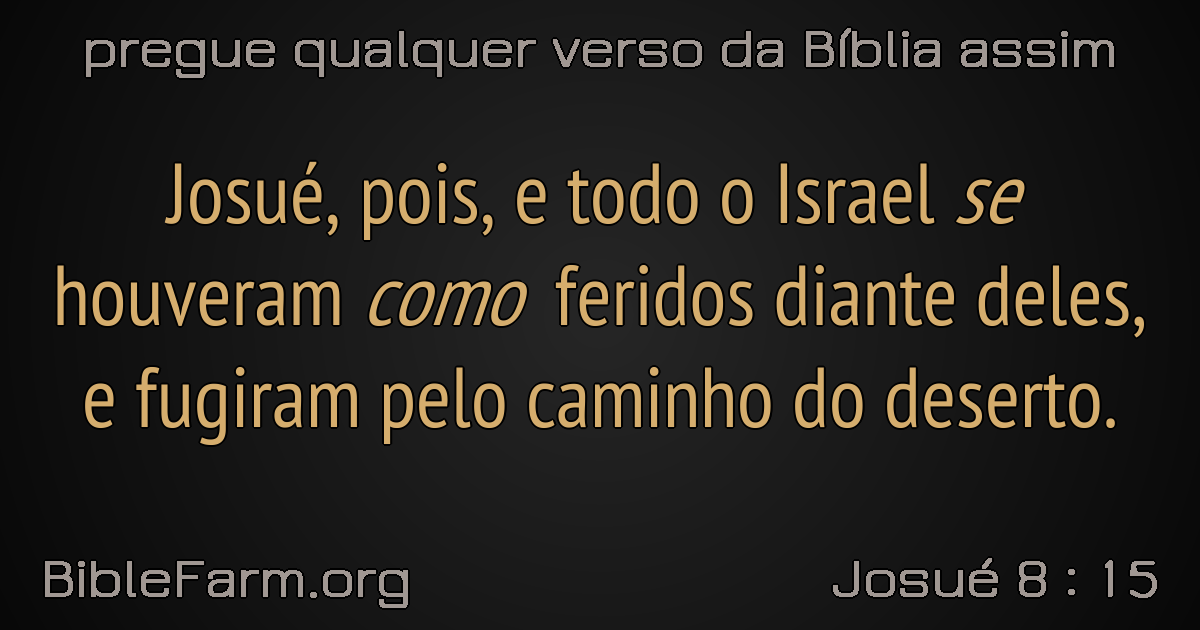 pregue qualquer verso da Bíblia assim
Josué, pois, e todo o Israel se
houveram como feridos diante deles,
e fugiram pelo caminho do deserto.
BibleFarm.org
Josué 8 : 15